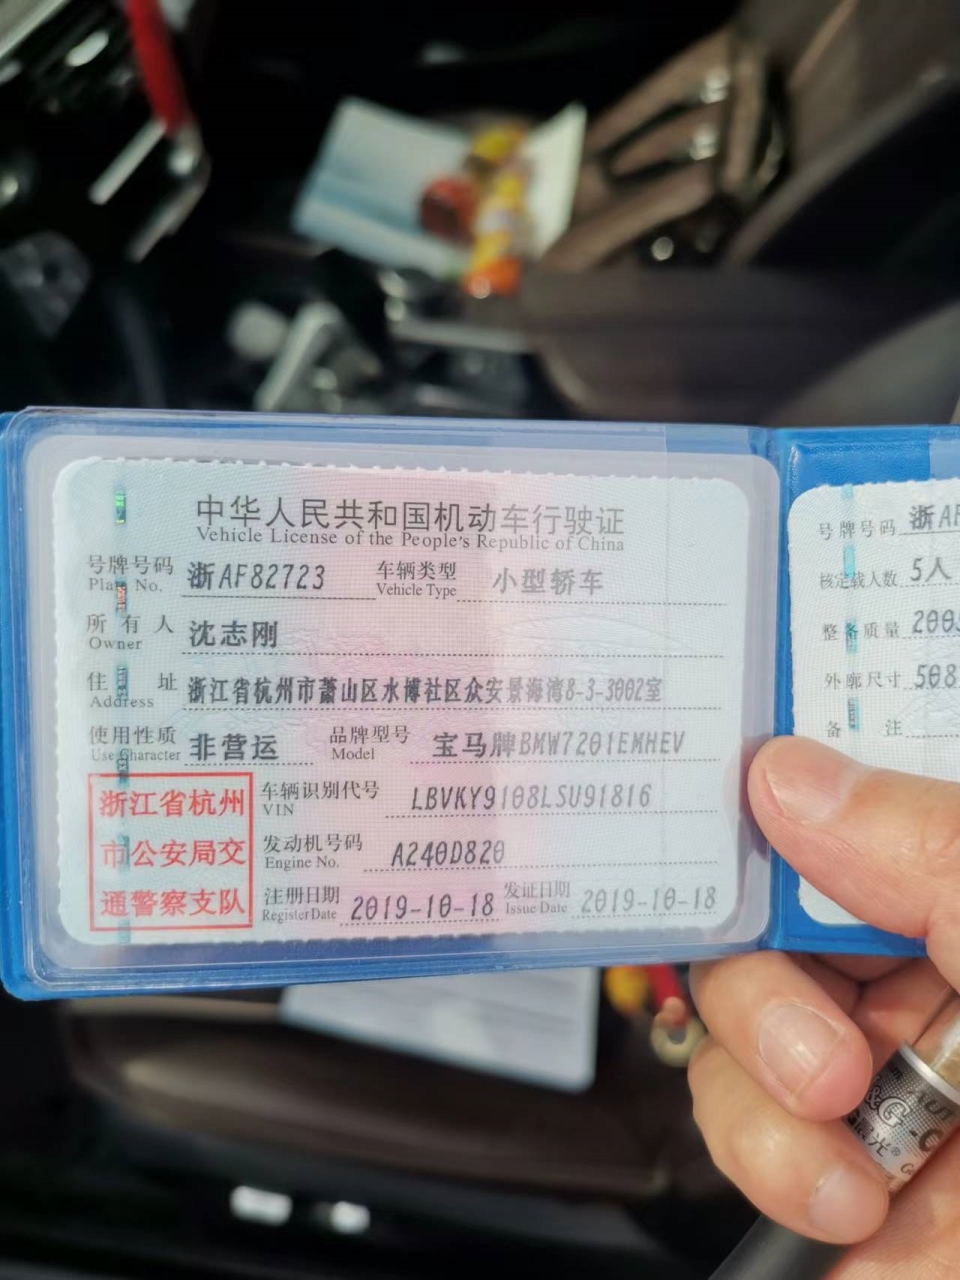 中华人民共和国机动车行驶证
Vehicle License of the People's Republic of China
号牌号码 浙AF82723 车辆类型 小型轿车
Plate No. Vehicle Type
所有人 沈志刚
Owner
住址 浙江省杭州市萧山区水博社区众安景海湾8-3-3002室
Address
使用性质 非营运 品牌型号 宝马牌BMW7201EMHEV
Use Character Model
浙江省杭州
市公安局交
通警察支队
车辆识别代号 LBVKY9108LSU91816
VIN
发动机号码 A240D820
Engine No.
注册日期 2019-10-18 发证日期 2019-10-18
Register Date Issue Date
号牌号码 浙AF
核定载人数 5人
整备质量 200
外廓尺寸 508
备注